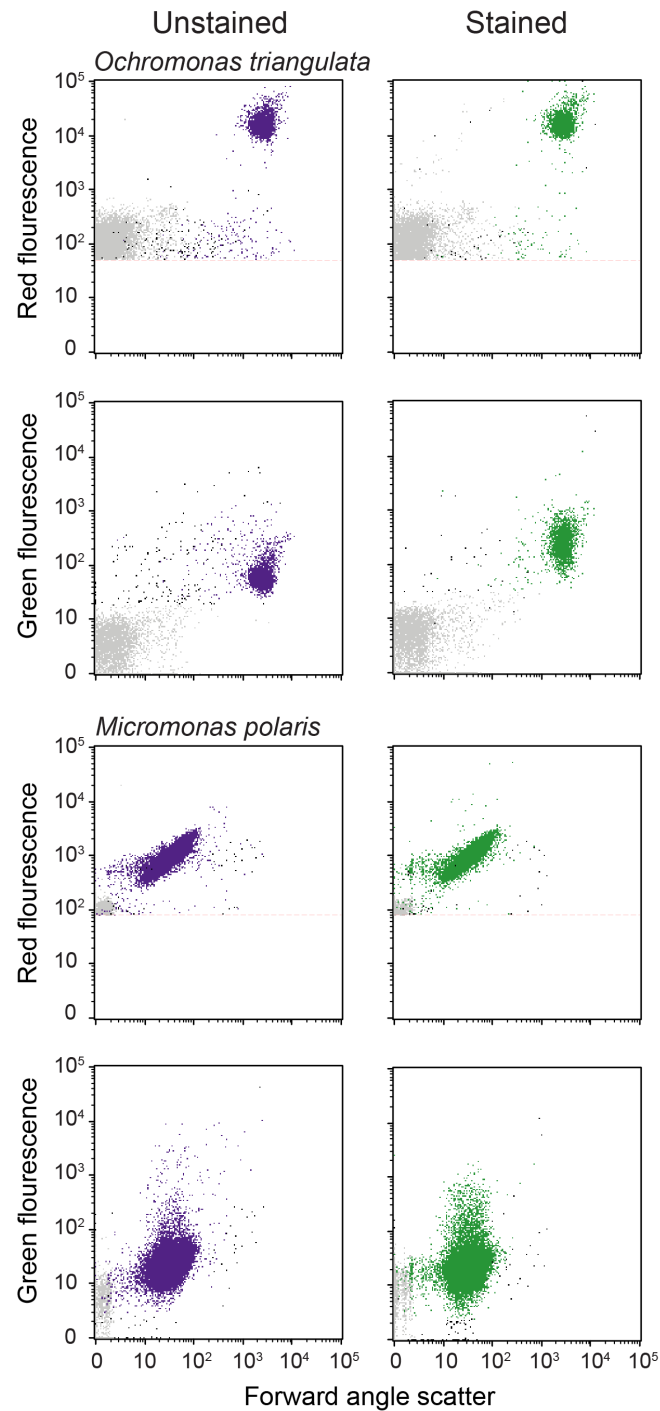 Unstained Stained
Ochromonas triangulata
Red flourescence
10⁵
10⁴
10³
10²
10
0
Green flourescence
10⁵
10⁴
10³
10²
10
0
Micromonas polaris
Red flourescence
10⁵
10⁴
10³
10²
10
0
Green flourescence
10⁵
10⁴
10³
10²
10
0
0 10 10² 10³ 10⁴ 10⁵ 0 10 10² 10³ 10⁴ 10⁵
Forward angle scatter